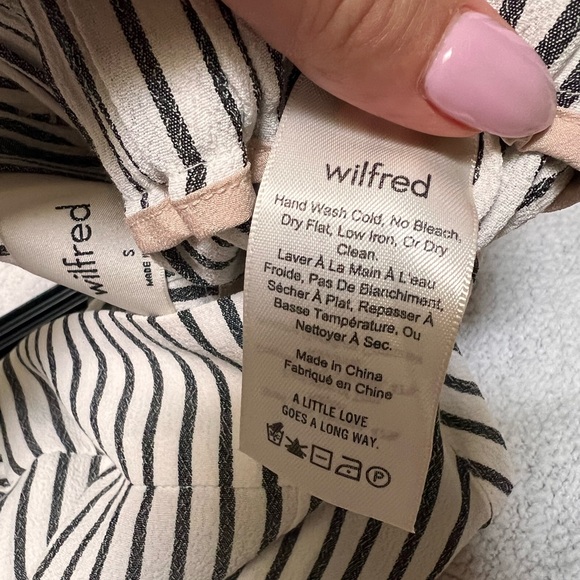 wilfred
Hand Wash Cold, No Bleach,
Dry Flat, Low Iron, Or Dry
Clean.
Laver À La Main À L'eau
Froide, Pas De Blanchiment,
Sécher À Plat, Repasser À
Basse Température, Ou
Nettoyer À Sec.
Made in China
Fabriqué en Chine
A LITTLE LOVE
GOES A LONG WAY.
P
wilfred
S
MADE